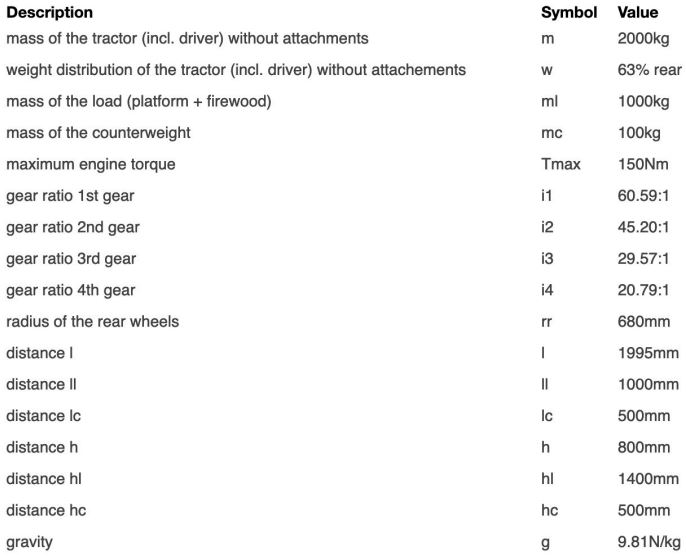 Description Symbol Value
mass of the tractor (incl. driver) without attachments m 2000kg
weight distribution of the tractor (incl. driver) without attachements w 63% rear
mass of the load (platform + firewood) ml 1000kg
mass of the counterweight mc 100kg
maximum engine torque Tmax 150Nm
gear ratio 1st gear i1 60.59:1
gear ratio 2nd gear i2 45.20:1
gear ratio 3rd gear i3 29.57:1
gear ratio 4th gear i4 20.79:1
radius of the rear wheels rr 680mm
distance l l 1995mm
distance ll ll 1000mm
distance lc lc 500mm
distance h h 800mm
distance hl hl 1400mm
distance hc hc 500mm
gravity g 9.81N/kg